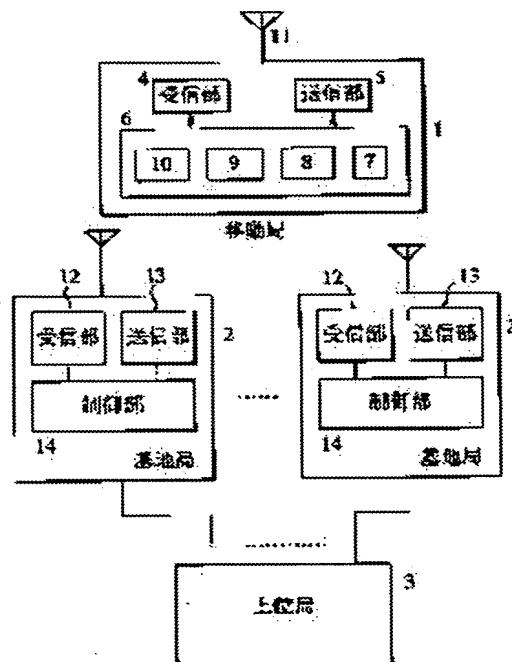 11
4 5
受信部 送信部
6
1
10 9 8 7
移動局
12 13 12 13
受信部 送信部 2 受信部 送信部 2
制御部 制御部
14 14
基地局 基地局
3
上位局